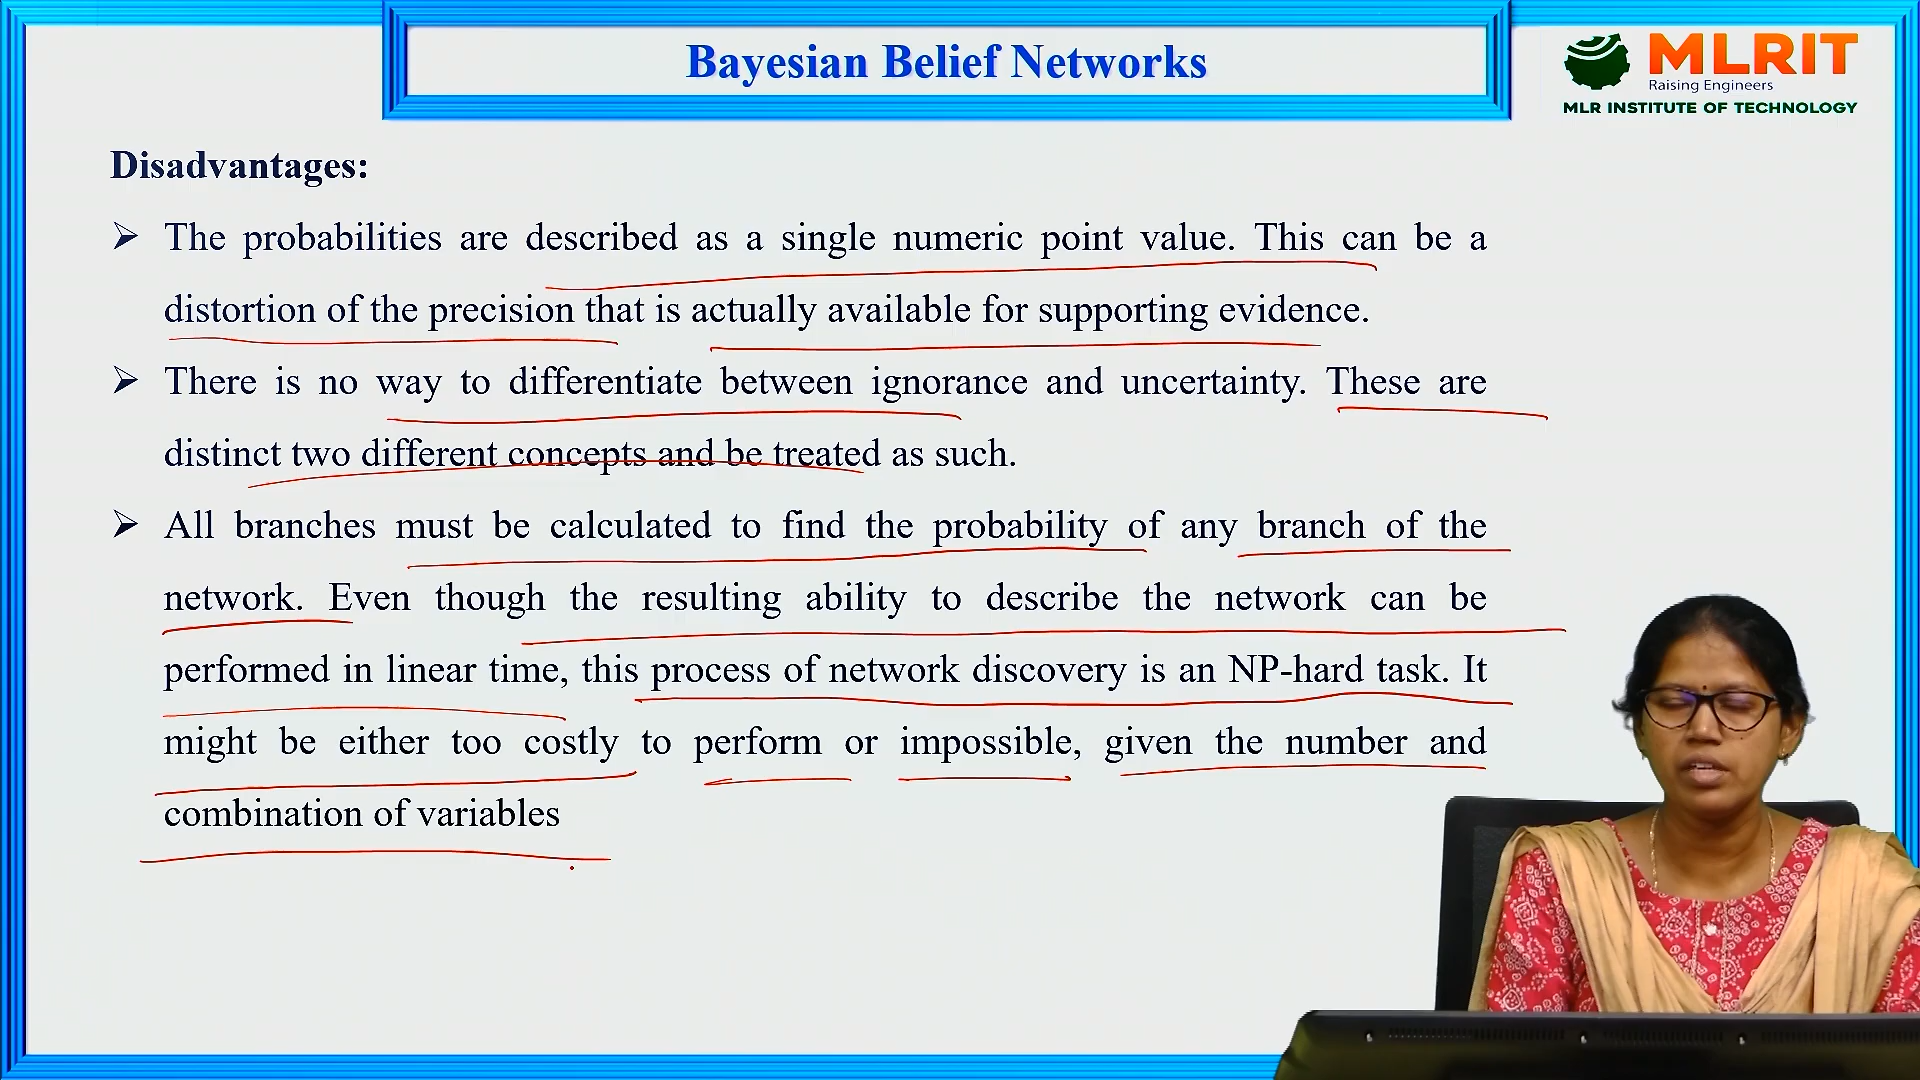 Bayesian Belief Networks
MLRIT
Raising Engineers
MLR INSTITUTE OF TECHNOLOGY
Disadvantages:
The probabilities are described as a single numeric point value. This can be a
distortion of the precision that is actually available for supporting evidence.
There is no way to differentiate between ignorance and uncertainty. These are
distinct two different concepts and be treated as such.
All branches must be calculated to find the probability of any branch of the
network. Even though the resulting ability to describe the network can be
performed in linear time, this process of network discovery is an NP-hard task. It
might be either too costly to perform or impossible, given the number and
combination of variables